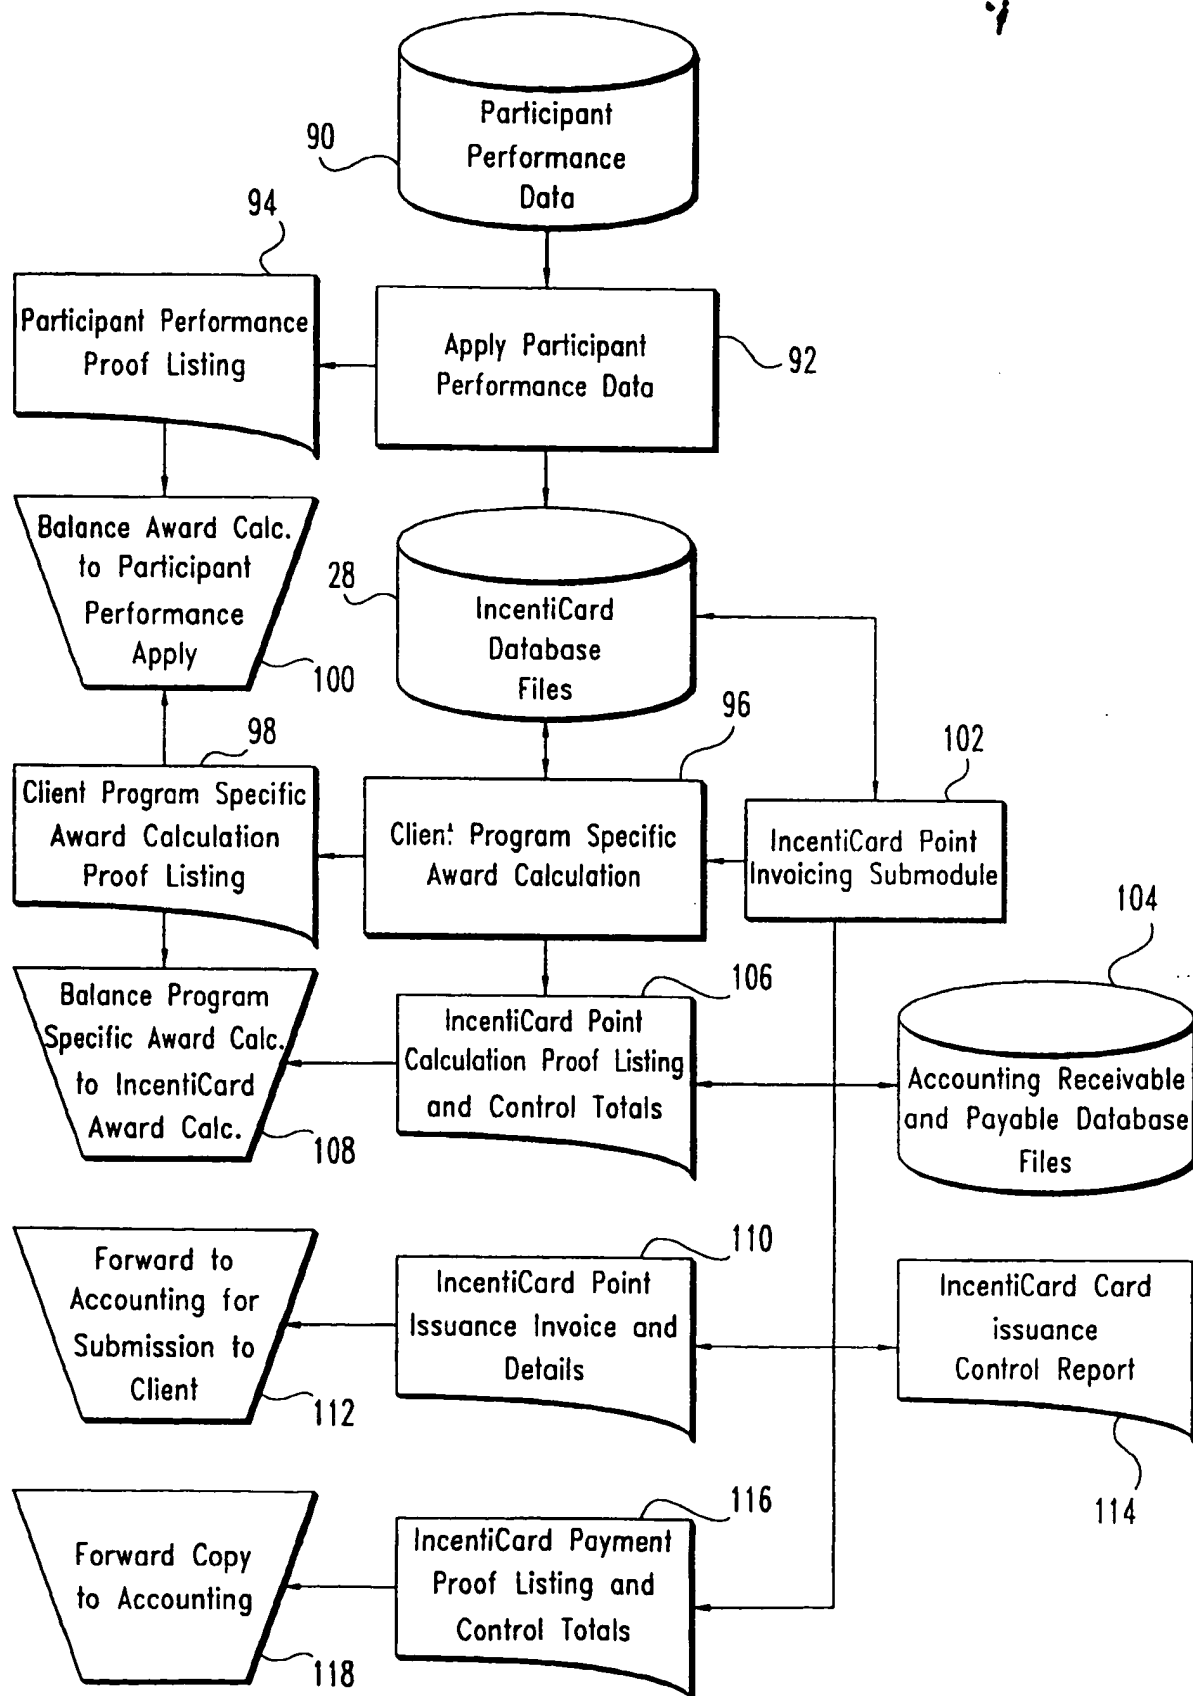 Participant
Performance
Data
90
94
Participant Performance
Proof Listing
Apply Participant
Performance Data
92
Balance Award Calc.
to Participant
Performance
Apply
100
28
IncentiCard
Database
Files
96
98
102
Client Program Specific
Award Calculation
Proof Listing
Client Program Specific
Award Calculation
IncentiCard Point
Invoicing Submodule
104
Balance Program
Specific Award Calc.
to IncentiCard
Award Calc.
108
106
IncentiCard Point
Calculation Proof Listing
and Control Totals
Accounting Receivable
and Payable Database
Files
Forward to
Accounting for
Submission to
Client
112
110
IncentiCard Point
Issuance Invoice and
Details
IncentiCard Card
issuance
Control Report
114
Forward Copy
to Accounting
118
116
IncentiCard Payment
Proof Listing and
Control Totals